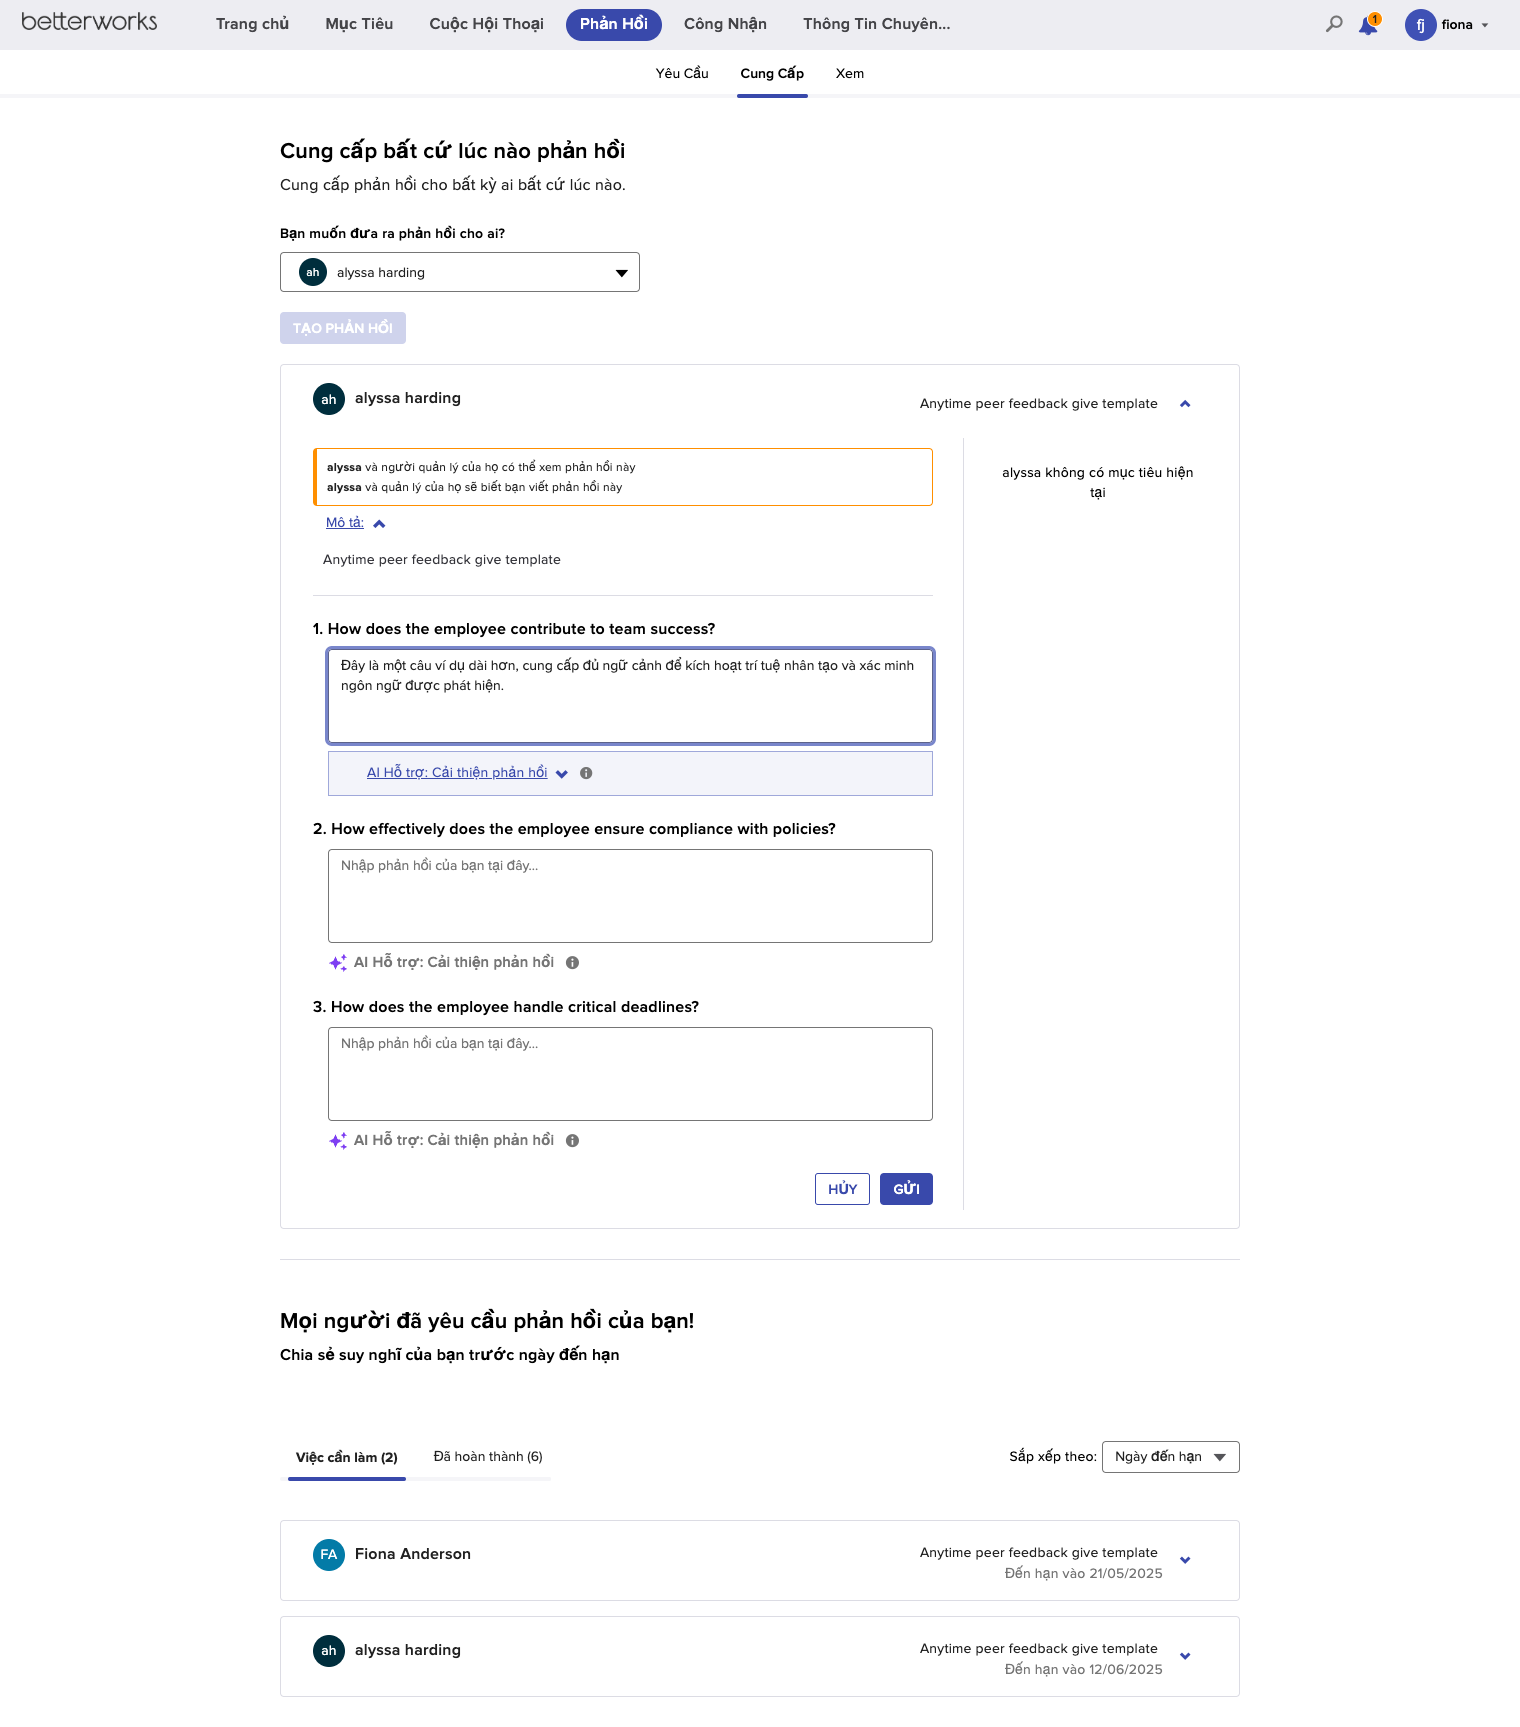 betterworks
Trang chủ
Mục Tiêu
Cuộc Hội Thoại
Phản Hồi
Công Nhận
Thông Tin Chuyên...
1
fj
fiona
Yêu Cầu
Cung Cấp
Xem
Cung cấp bất cứ lúc nào phản hồi
Cung cấp phản hồi cho bất kỳ ai bất cứ lúc nào.
Bạn muốn đưa ra phản hồi cho ai?
ah
alyssa harding
TẠO PHẢN HỒI
ah
alyssa harding
Anytime peer feedback give template
alyssa và người quản lý của họ có thể xem phản hồi này
alyssa và quản lý của họ sẽ biết bạn viết phản hồi này
alyssa không có mục tiêu hiện
tại
Mô tả:
Anytime peer feedback give template
1. How does the employee contribute to team success?
Đây là một câu ví dụ dài hơn, cung cấp đủ ngữ cảnh để kích hoạt trí tuệ nhân tạo và xác minh
ngôn ngữ được phát hiện.
AI Hỗ trợ: Cải thiện phản hồi
2. How effectively does the employee ensure compliance with policies?
Nhập phản hồi của bạn tại đây...
AI Hỗ trợ: Cải thiện phản hồi
3. How does the employee handle critical deadlines?
Nhập phản hồi của bạn tại đây...
AI Hỗ trợ: Cải thiện phản hồi
HỦY
GỬI
Mọi người đã yêu cầu phản hồi của bạn!
Chia sẻ suy nghĩ của bạn trước ngày đến hạn
Việc cần làm (2)
Đã hoàn thành (6)
Sắp xếp theo:
Ngày đến hạn
FA
Fiona Anderson
Anytime peer feedback give template
Đến hạn vào 21/05/2025
ah
alyssa harding
Anytime peer feedback give template
Đến hạn vào 12/06/2025